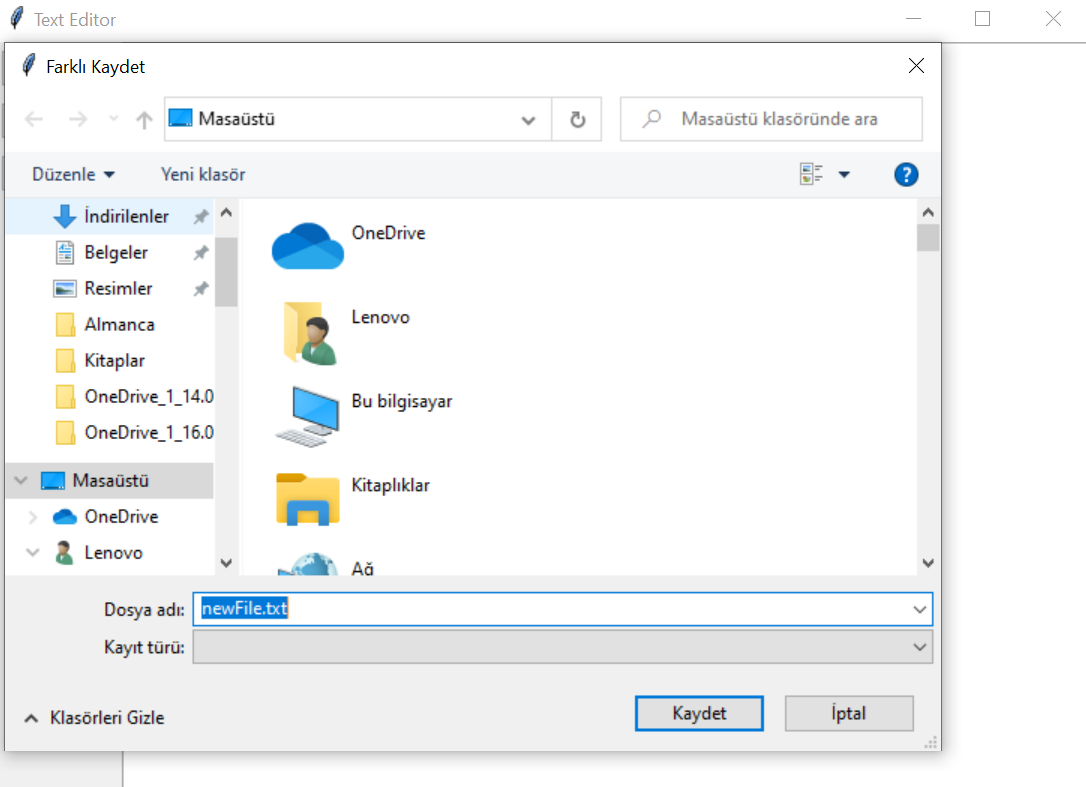 Text Editor
Farklı Kaydet
Masaüstü
Masaüstü klasöründe ara
Düzenle
Yeni klasör
?
İndirilenler
Belgeler
Resimler
Almanca
Kitaplar
OneDrive_1_14.0
OneDrive_1_16.0
Masaüstü
OneDrive
Lenovo
OneDrive
Lenovo
Bu bilgisayar
Kitaplıklar
Ağ
Dosya adı:
newFile.txt
Kayıt türü:
Klasörleri Gizle
Kaydet
İptal